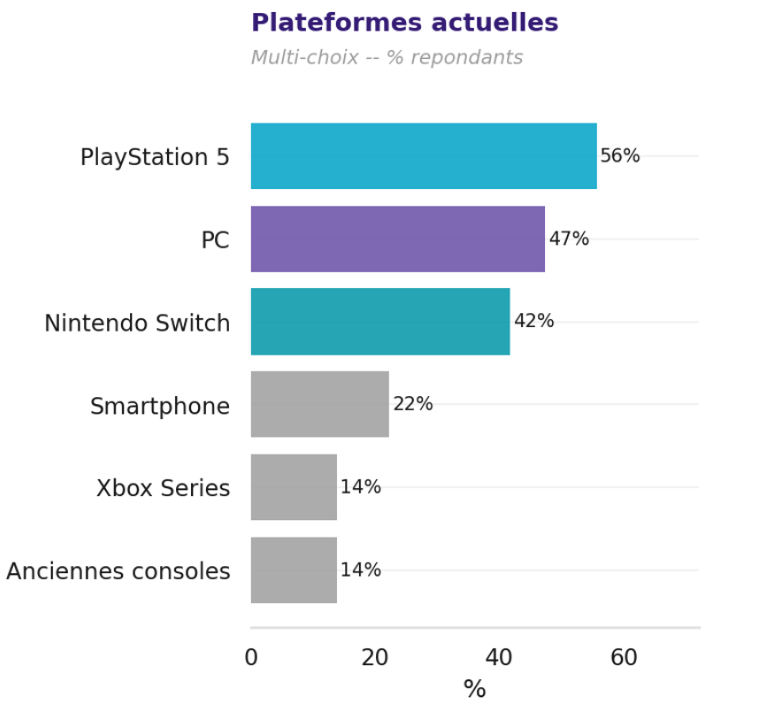 Plateformes actuelles
Multi-choix -- % repondants
PlayStation 5 56%
PC 47%
Nintendo Switch 42%
Smartphone 22%
Xbox Series 14%
Anciennes consoles 14%
0 20 40 60
%